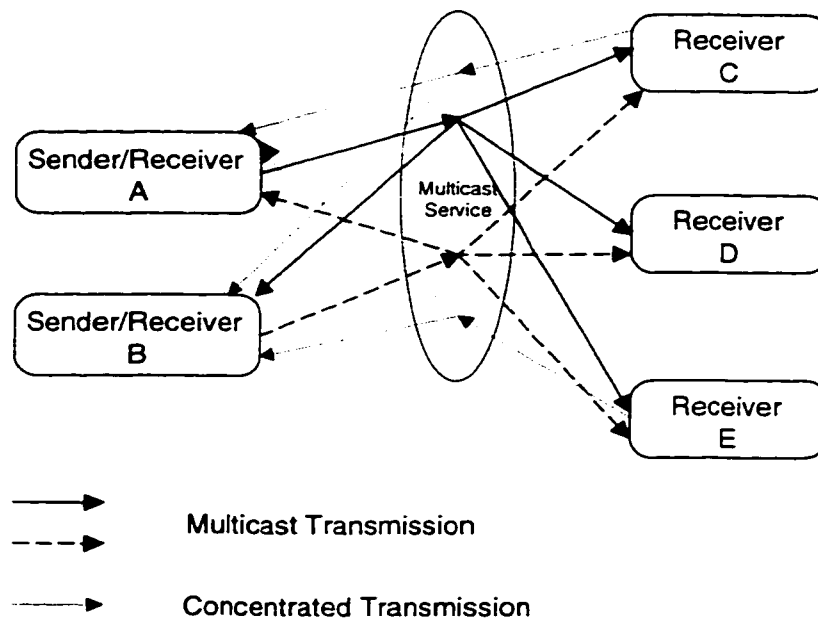 Receiver
C
Sender/Receiver
A
Multicast
Service
Receiver
D
Sender/Receiver
B
Receiver
E
Multicast Transmission
Concentrated Transmission